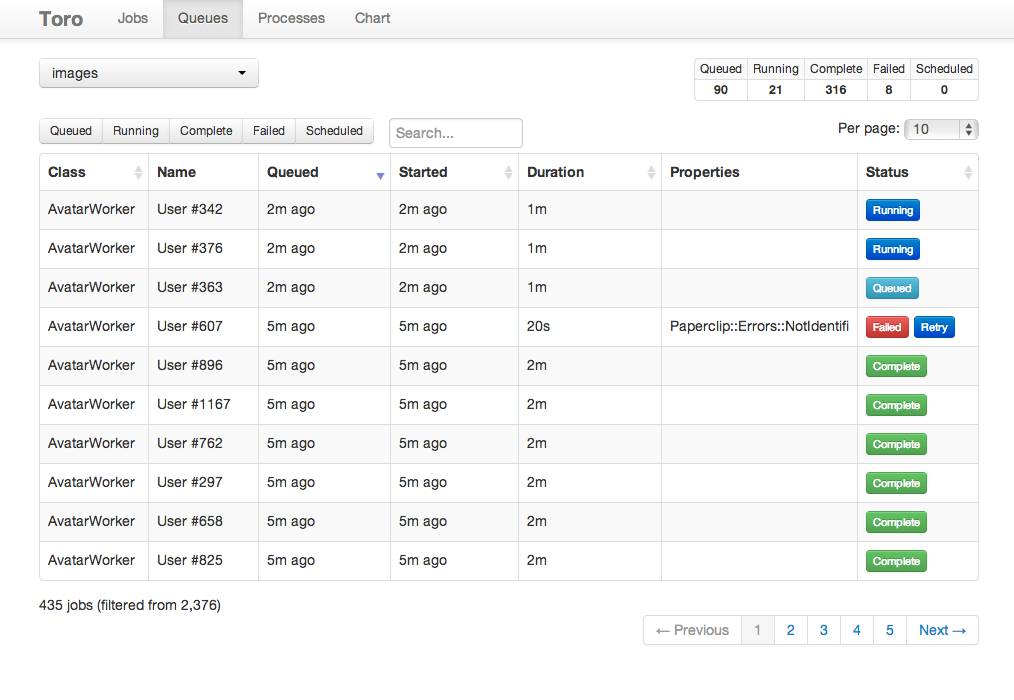 Toro Jobs Queues Processes Chart
images
Queued Running Complete Failed Scheduled
90 21 316 8 0
Queued Running Complete Failed Scheduled Search... Per page: 10
Class Name Queued Started Duration Properties Status
AvatarWorker User #342 2m ago 2m ago 1m Running
AvatarWorker User #376 2m ago 2m ago 1m Running
AvatarWorker User #363 2m ago 2m ago 1m Queued
AvatarWorker User #607 5m ago 5m ago 20s Paperclip::Errors::NotIdentifi Failed Retry
AvatarWorker User #896 5m ago 5m ago 2m Complete
AvatarWorker User #1167 5m ago 5m ago 2m Complete
AvatarWorker User #762 5m ago 5m ago 2m Complete
AvatarWorker User #297 5m ago 5m ago 2m Complete
AvatarWorker User #658 5m ago 5m ago 2m Complete
AvatarWorker User #825 5m ago 5m ago 2m Complete
435 jobs (filtered from 2,376)
← Previous 1 2 3 4 5 Next →